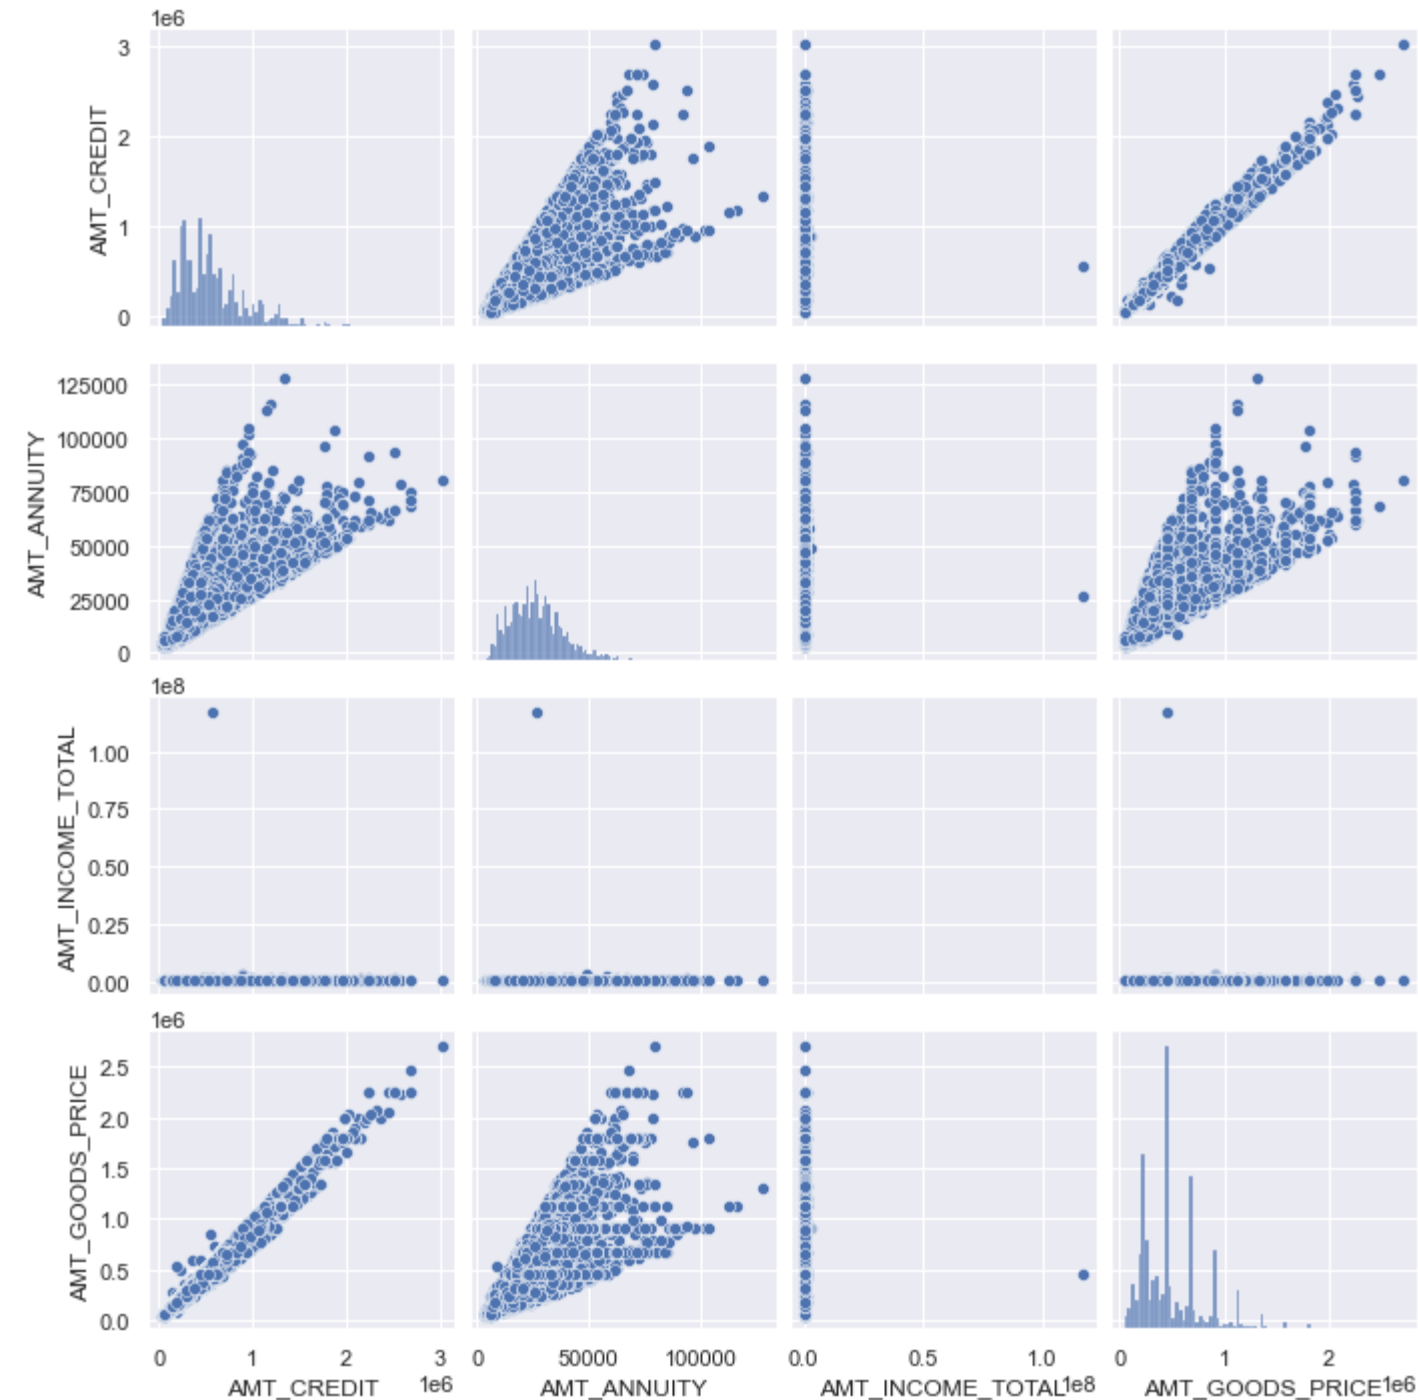 1e6
3
2
1
0
AMT_CREDIT
125000
100000
75000
50000
25000
0
AMT_ANNUITY
1e8
1.00
0.75
0.50
0.25
0.00
AMT_INCOME_TOTAL
1e6
2.5
2.0
1.5
1.0
0.5
0.0
AMT_GOODS_PRICE
0 1 2 3 0 50000 100000 0.0 0.5 1.0 0 1 2
AMT_CREDIT 1e6 AMT_ANNUITY AMT_INCOME_TOTAL 1e8 AMT_GOODS_PRICE 1e6